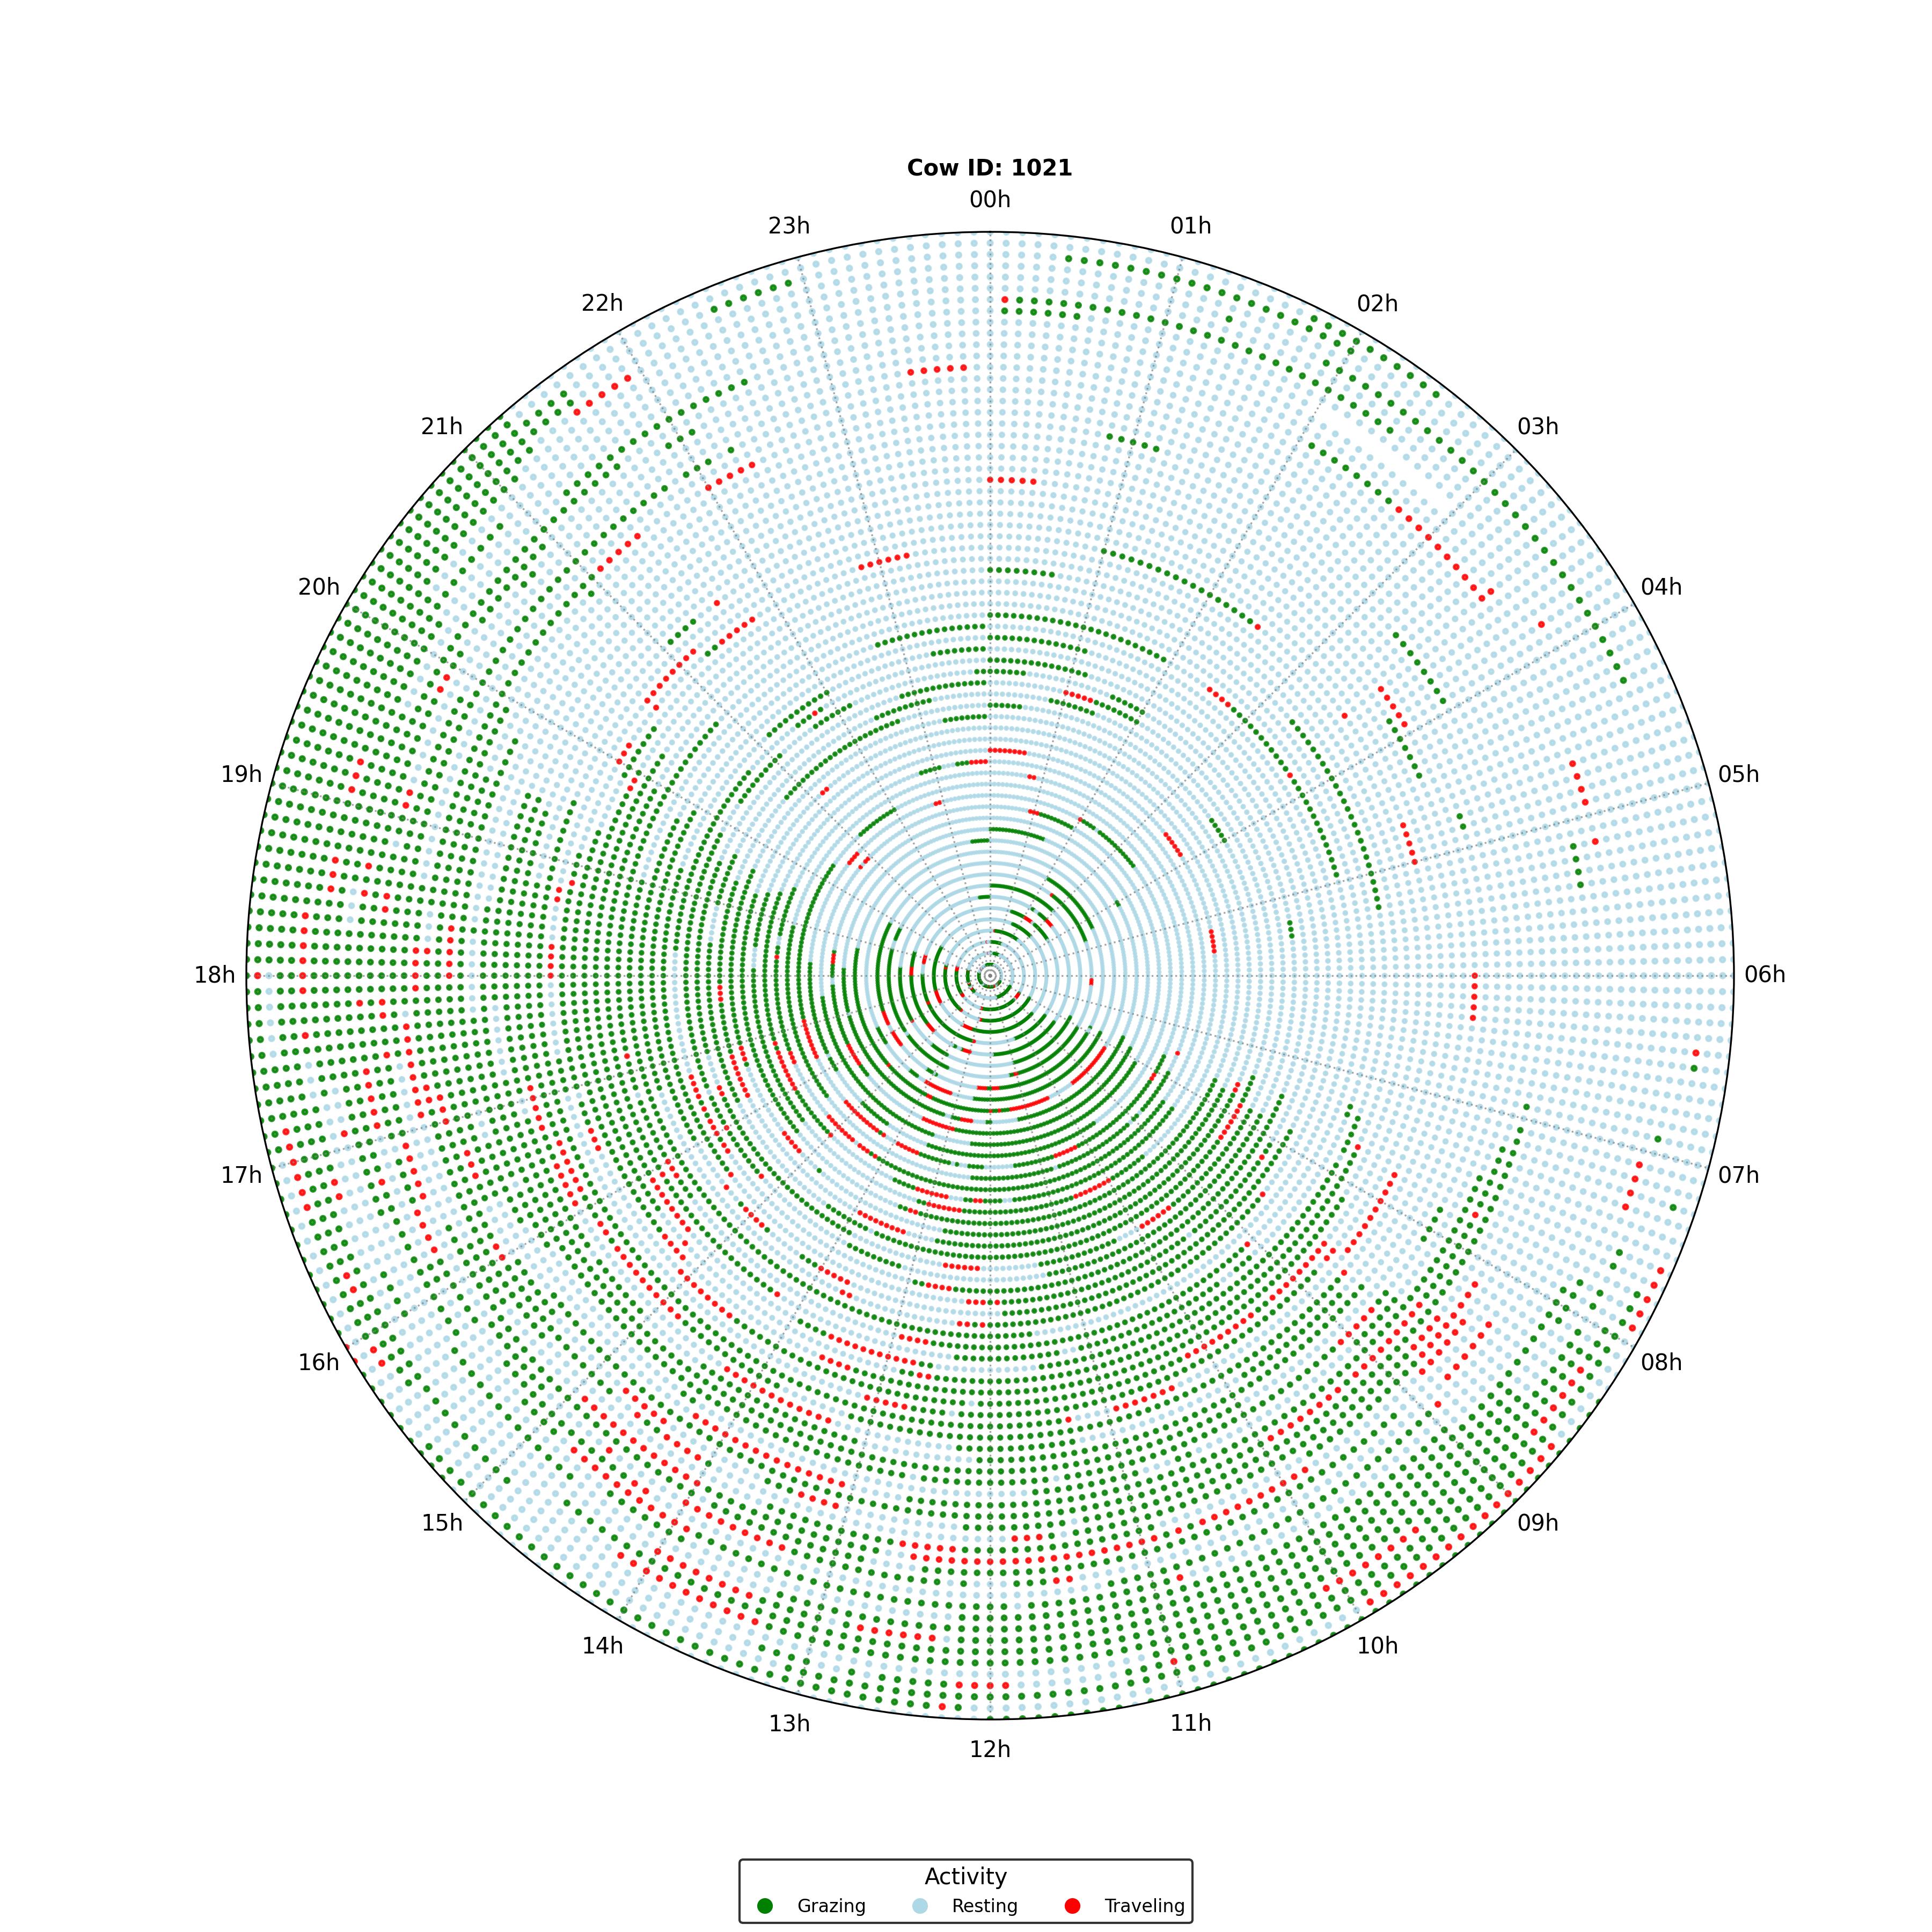 Cow ID: 1021
00h
23h
01h
22h
02h
21h
03h
20h
04h
19h
05h
18h
06h
17h
07h
16h
08h
15h
09h
14h
10h
13h
11h
12h
Activity
Grazing
Resting
Traveling